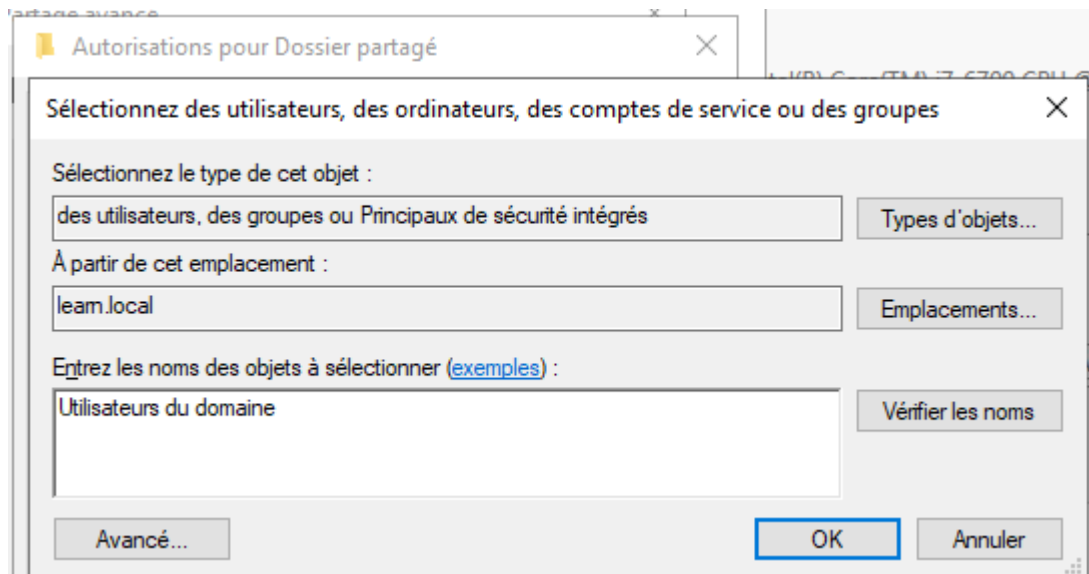 Partage avancé
Autorisations pour Dossier partagé
Sélectionnez des utilisateurs, des ordinateurs, des comptes de service ou des groupes
Sélectionnez le type de cet objet :
des utilisateurs, des groupes ou Principaux de sécurité intégrés
Types d'objets...
À partir de cet emplacement :
learn.local
Emplacements...
Entrez les noms des objets à sélectionner (exemples) :
Utilisateurs du domaine
Vérifier les noms
Avancé...
OK
Annuler